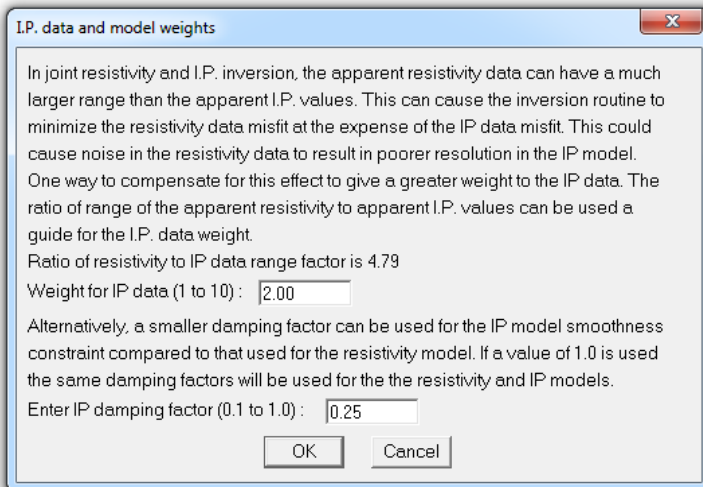 I.P. data and model weights
In joint resistivity and I.P. inversion, the apparent resistivity data can have a much
larger range than the apparent I.P. values. This can cause the inversion routine to
minimize the resistivity data misfit at the expense of the IP data misfit. This could
cause noise in the resistivity data to result in poorer resolution in the IP model.
One way to compensate for this effect to give a greater weight to the IP data. The
ratio of range of the apparent resistivity to apparent I.P. values can be used a
guide for the I.P. data weight.
Ratio of resistivity to IP data range factor is 4.79
Weight for IP data (1 to 10) : 2.00
Alternatively, a smaller damping factor can be used for the IP model smoothness
constraint compared to that used for the resistivity model. If a value of 1.0 is used
the same damping factors will be used for the the resistivity and IP models.
Enter IP damping factor (0.1 to 1.0) : 0.25
OK Cancel